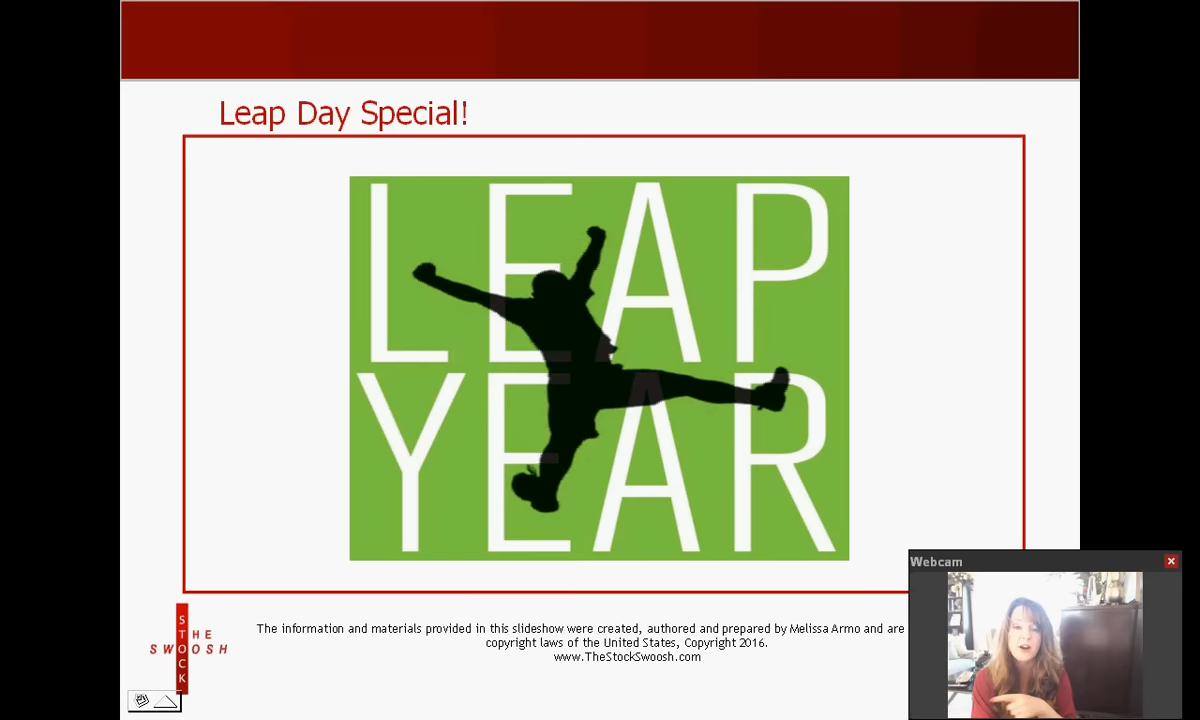 Leap Day Special!
LEAP
YEAR
STOCK
THE
SWOOSH
The information and materials provided in this slideshow were created, authored and prepared by Melissa Armo and are
copyright laws of the United States, Copyright 2016.
www.TheStockSwoosh.com
Webcam